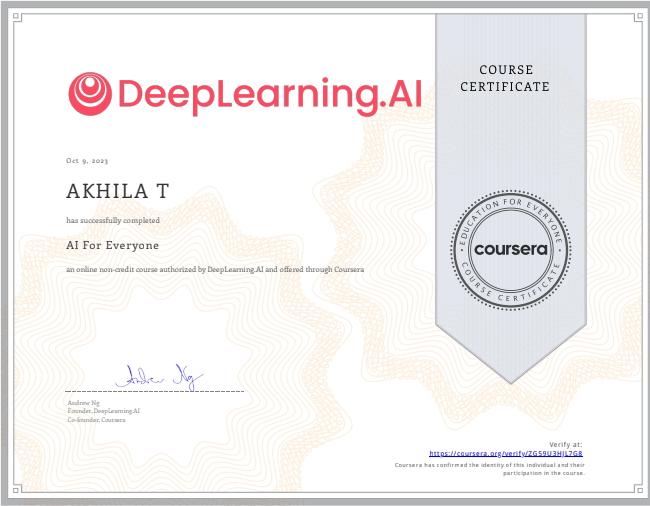 DeepLearning.AI
COURSE
CERTIFICATE
Oct 9, 2023
AKHILA T
has successfully completed
AI For Everyone
an online non-credit course authorized by DeepLearning.AI and offered through Coursera
EDUCATION FOR EVERYONE
coursera
COURSE CERTIFICATE
Andrew Ng
Andrew Ng
Founder, DeepLearning.AI
Co-founder, Coursera
Verify at:
https://coursera.org/verify/ZGS9U3HJL7G8
Coursera has confirmed the identity of this individual and their
participation in the course.